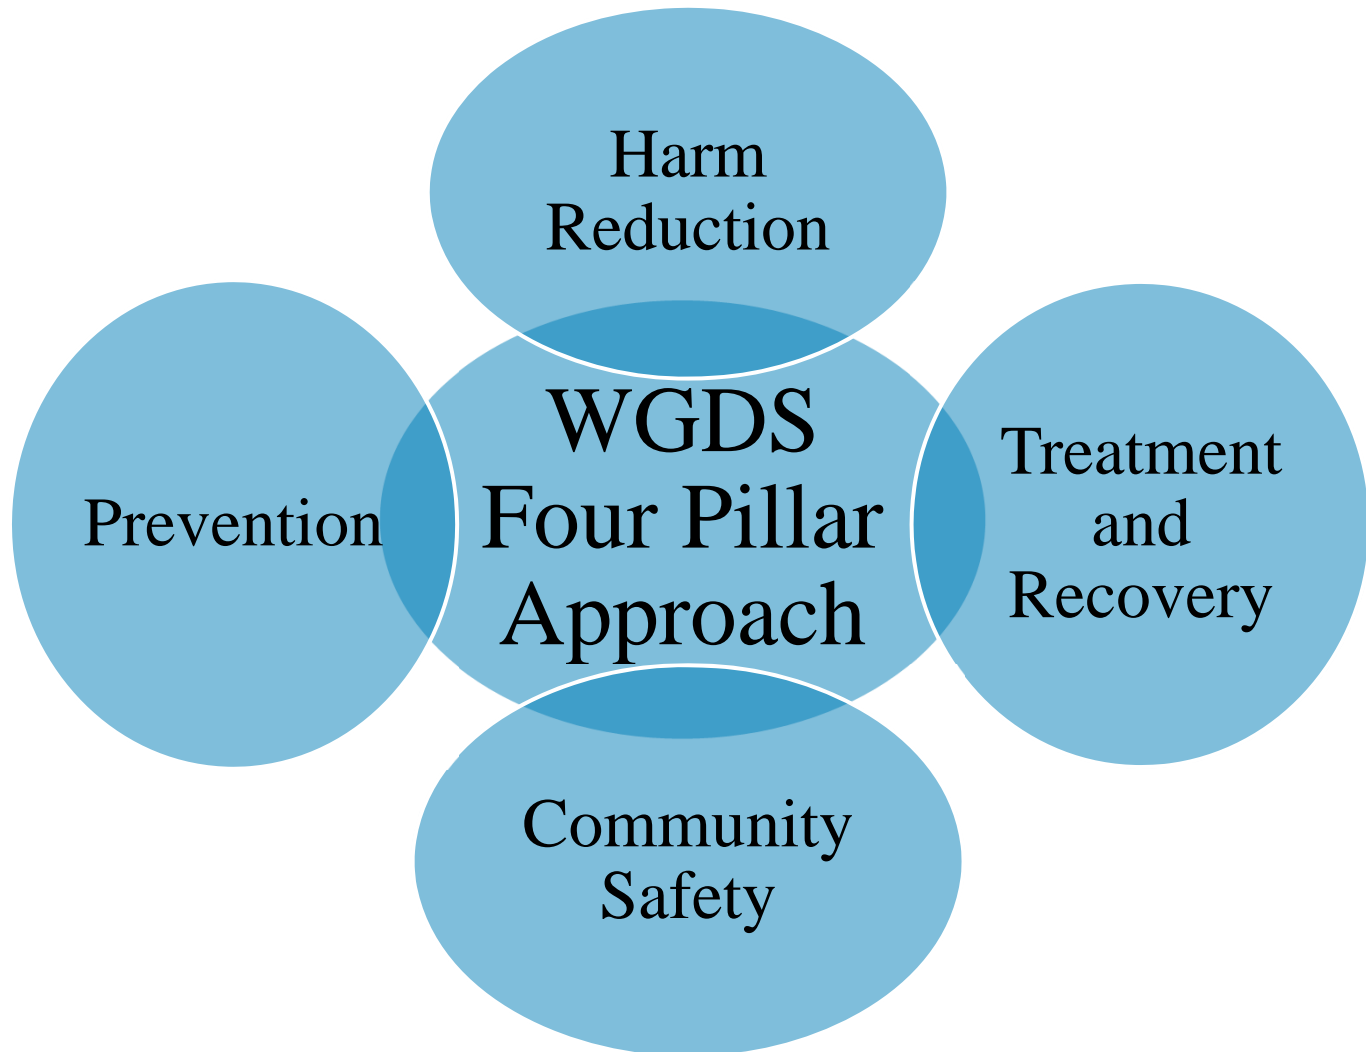 Harm
Reduction
Prevention
WGDS
Four Pillar
Approach
Treatment
and
Recovery
Community
Safety